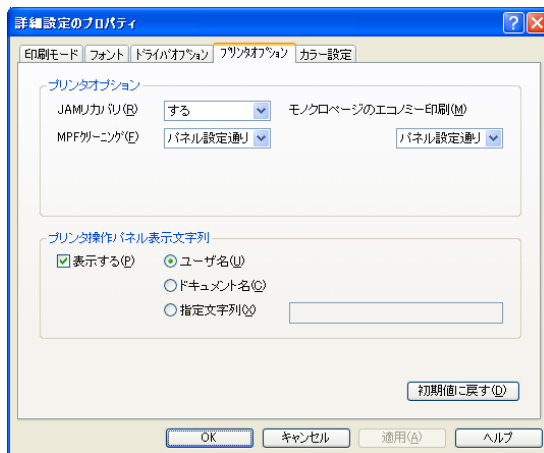 詳細設定のプロパティ
印刷モード フォント ドライバオプション プリンタオプション カラー設定
プリンタオプション
JAMリカバリ(R) する モノクロページのエコノミー印刷(M)
MPFクリーニング(F) パネル設定通り パネル設定通り
プリンタ操作パネル表示文字列
表示する(P) ユーザ名(U)
ドキュメント名(C)
指定文字列(X)
初期値に戻す(D)
OK キャンセル 適用(A) ヘルプ